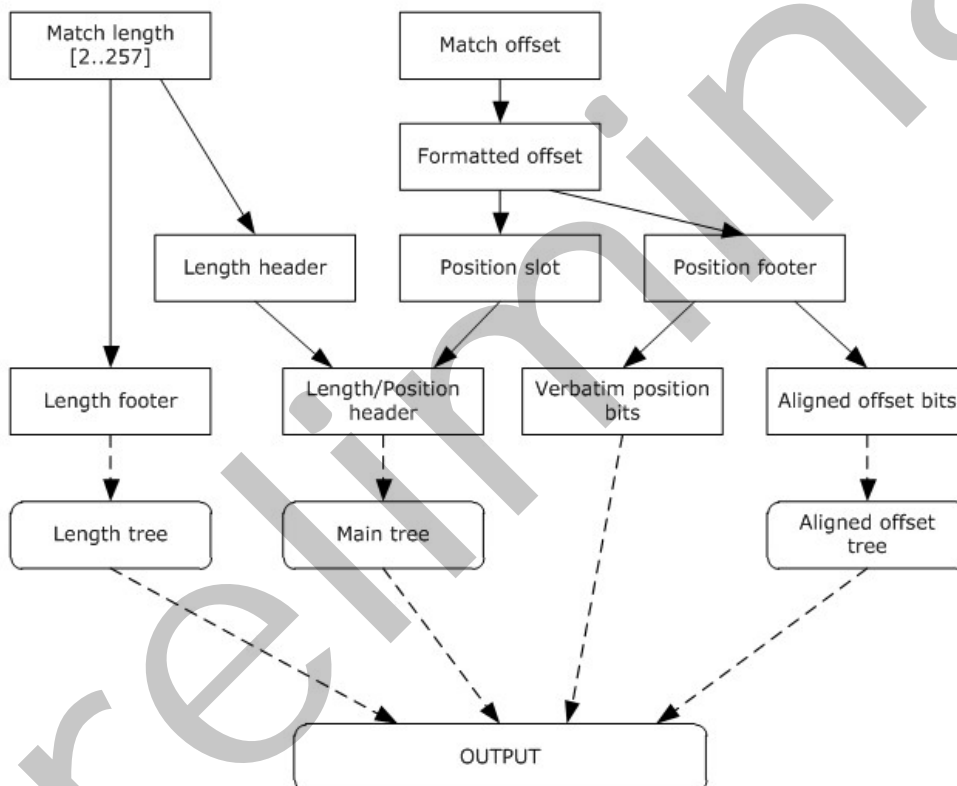 Match length
[2..257]
Match offset
Formatted offset
Length header
Position slot
Position footer
Length footer
Length/Position
header
Verbatim position
bits
Aligned offset bits
Length tree
Main tree
Aligned offset
tree
OUTPUT
relimina